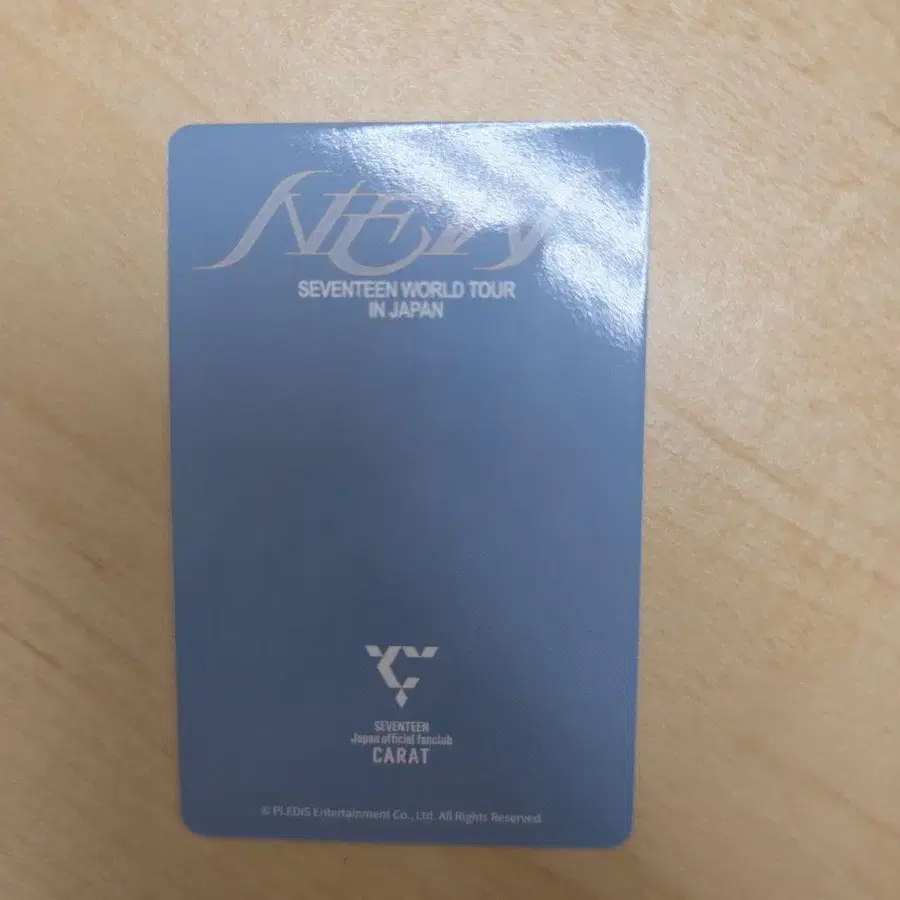 SEVENTEEN WORLD TOUR
IN JAPAN
SEVENTEEN
Japan official fanclub
CARAT
© PLEDIS Entertainment Co., Ltd. All Rights Reserved.